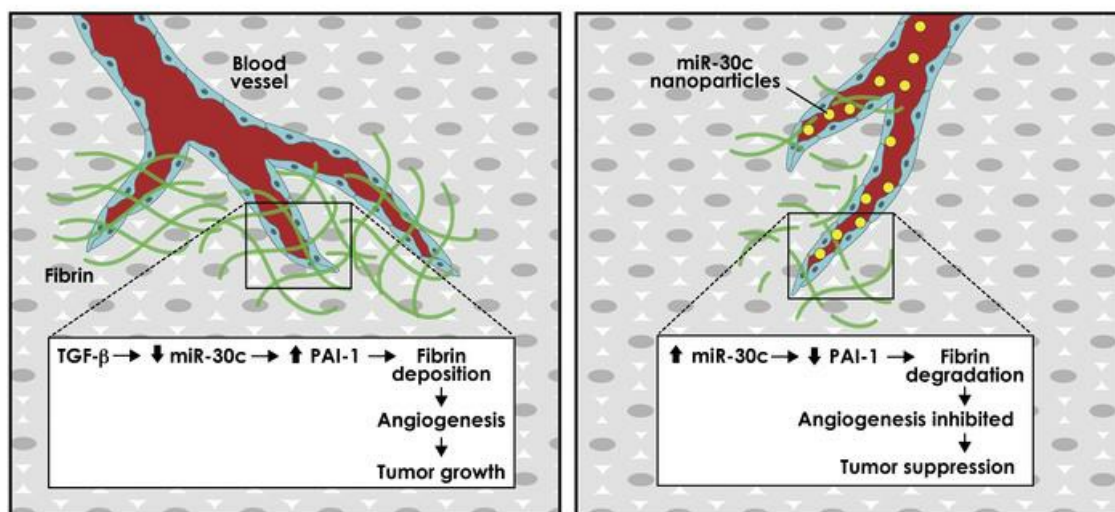 Blood
vessel
Fibrin
TGF-β → ⬇ miR-30c → ⬆ PAI-1 → Fibrin
deposition
↓
Angiogenesis
↓
Tumor growth
miR-30c
nanoparticles
⬆ miR-30c → ⬇ PAI-1 → Fibrin
degradation
↓
Angiogenesis inhibited
↓
Tumor suppression